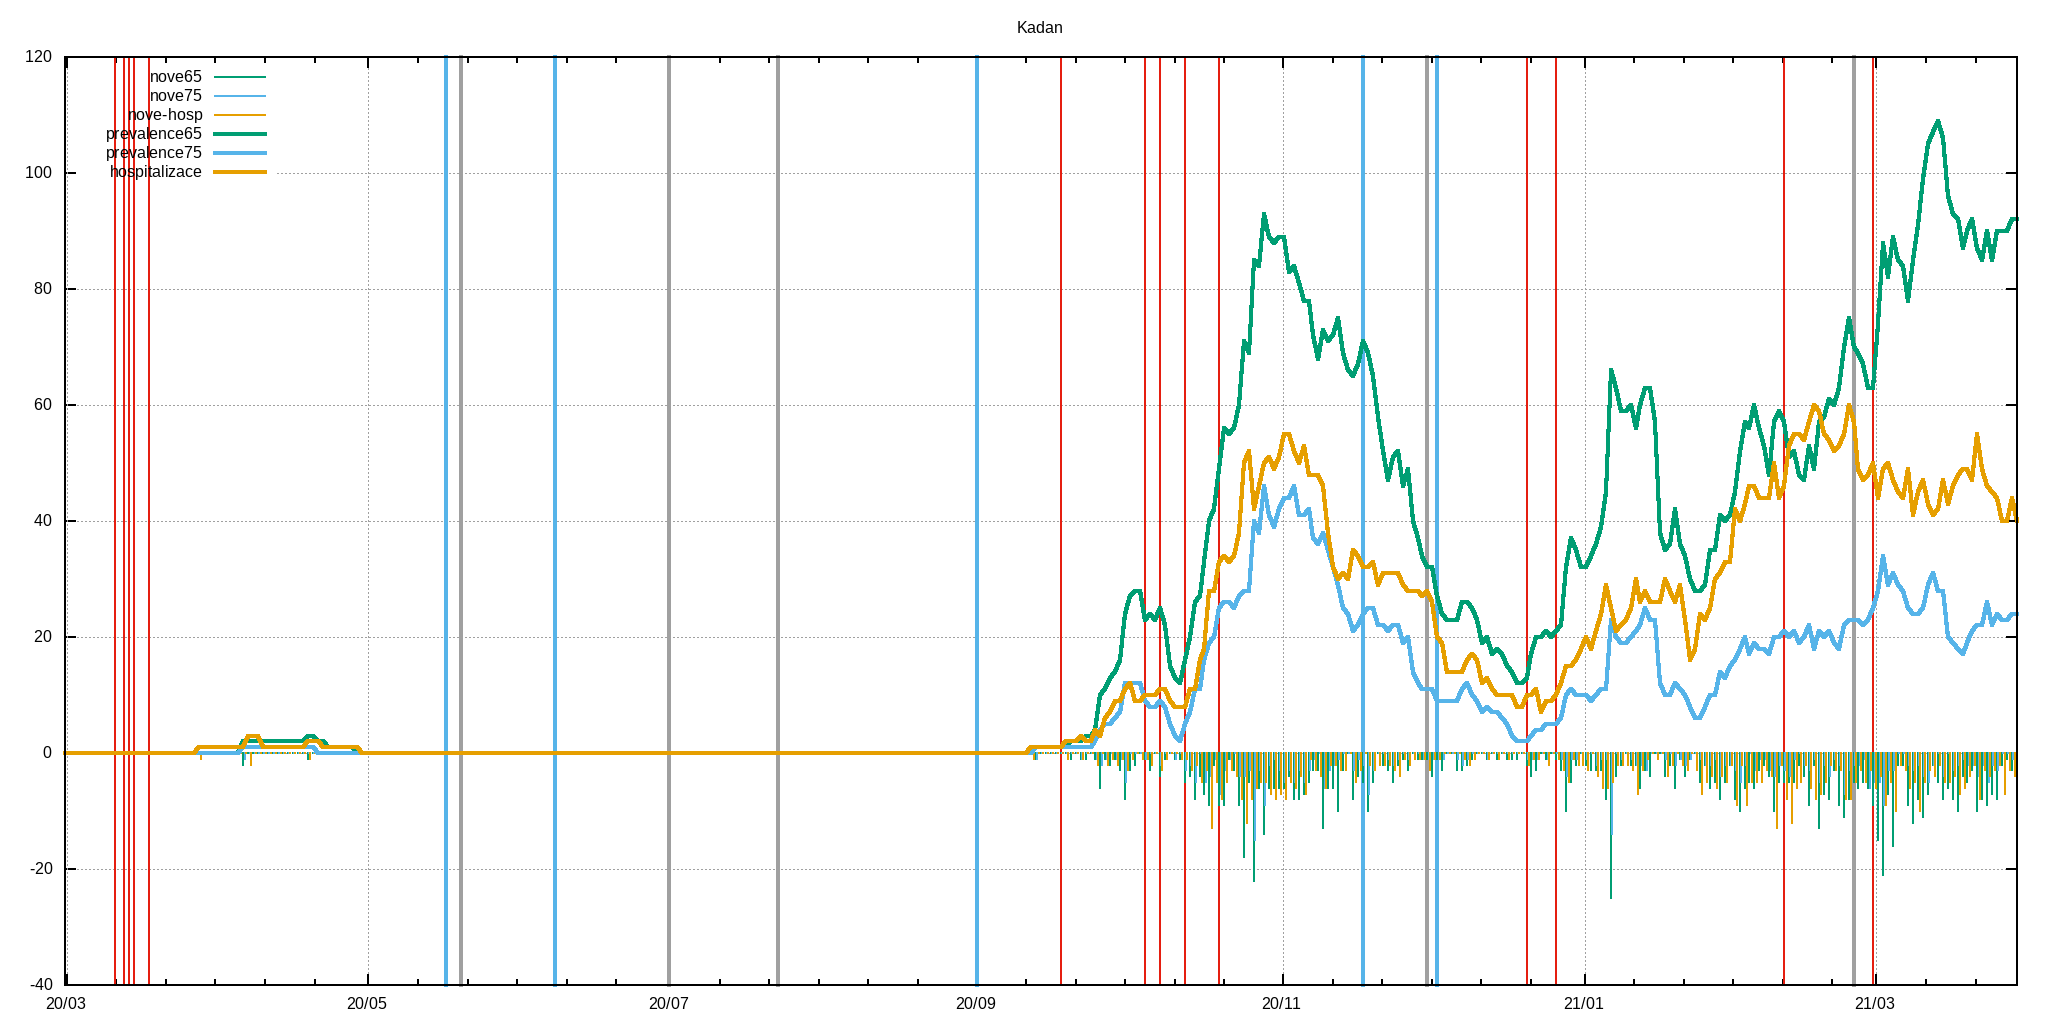 Kadan
120
100
80
60
40
20
0
-20
-40
nove65
nove75
nove-hosp
prevalence65
prevalence75
hospitalizace
20/03 20/05 20/07 20/09 20/11 21/01 21/03